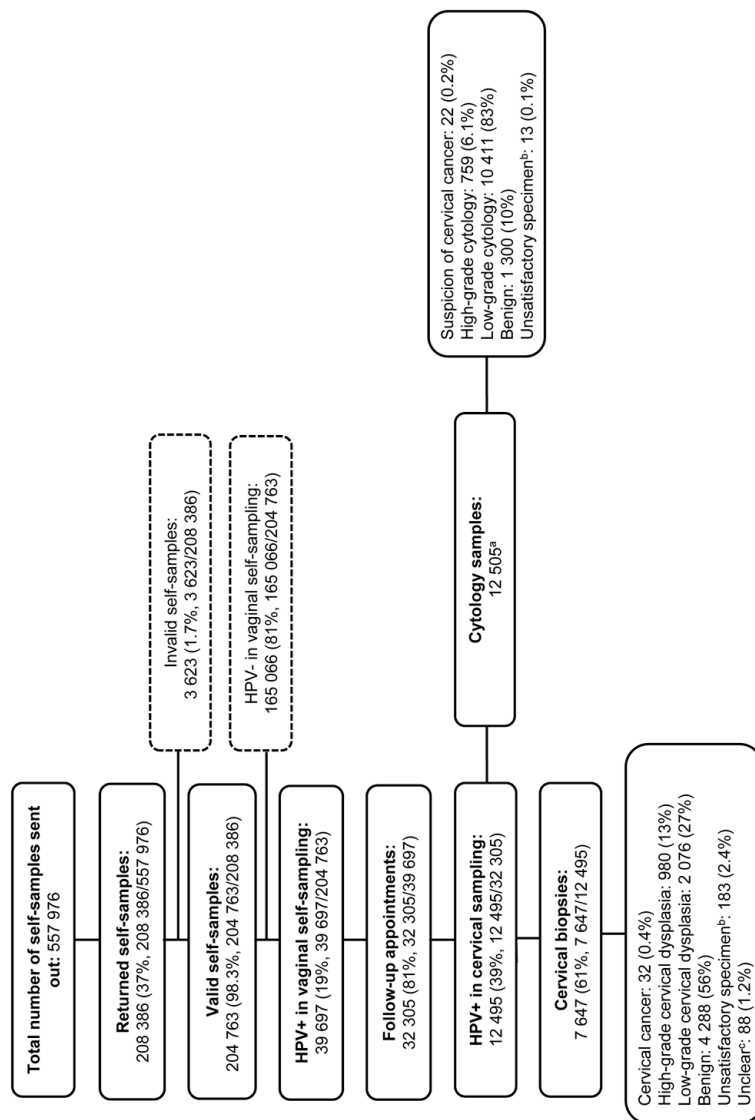 Total number of self-samples sent
out: 557 976
Returned self-samples:
208 386 (37%, 208 386/557 976)
Invalid self-samples:
3 623 (1.7%, 3 623/208 386)
Valid self-samples:
204 763 (98.3%, 204 763/208 386)
HPV- in vaginal self-sampling:
165 066 (81%, 165 066/204 763)
HPV+ in vaginal self-sampling:
39 697 (19%, 39 697/204 763)
Follow-up appointments:
32 305 (81%, 32 305/39 697)
HPV+ in cervical sampling:
12 495 (39%, 12 495/32 305)
Cytology samples:
12 505ᵃ
Suspicion of cervical cancer: 22 (0.2%)
High-grade cytology: 759 (6.1%)
Low-grade cytology: 10 411 (83%)
Benign: 1 300 (10%)
Unsatisfactory specimenᵇ: 13 (0.1%)
Cervical biopsies:
7 647 (61%, 7 647/12 495)
Cervical cancer: 32 (0.4%)
High-grade cervical dysplasia: 980 (13%)
Low-grade cervical dysplasia: 2 076 (27%)
Benign: 4 288 (56%)
Unsatisfactory specimenᵇ: 183 (2.4%)
Unclearᶜ: 88 (1.2%)